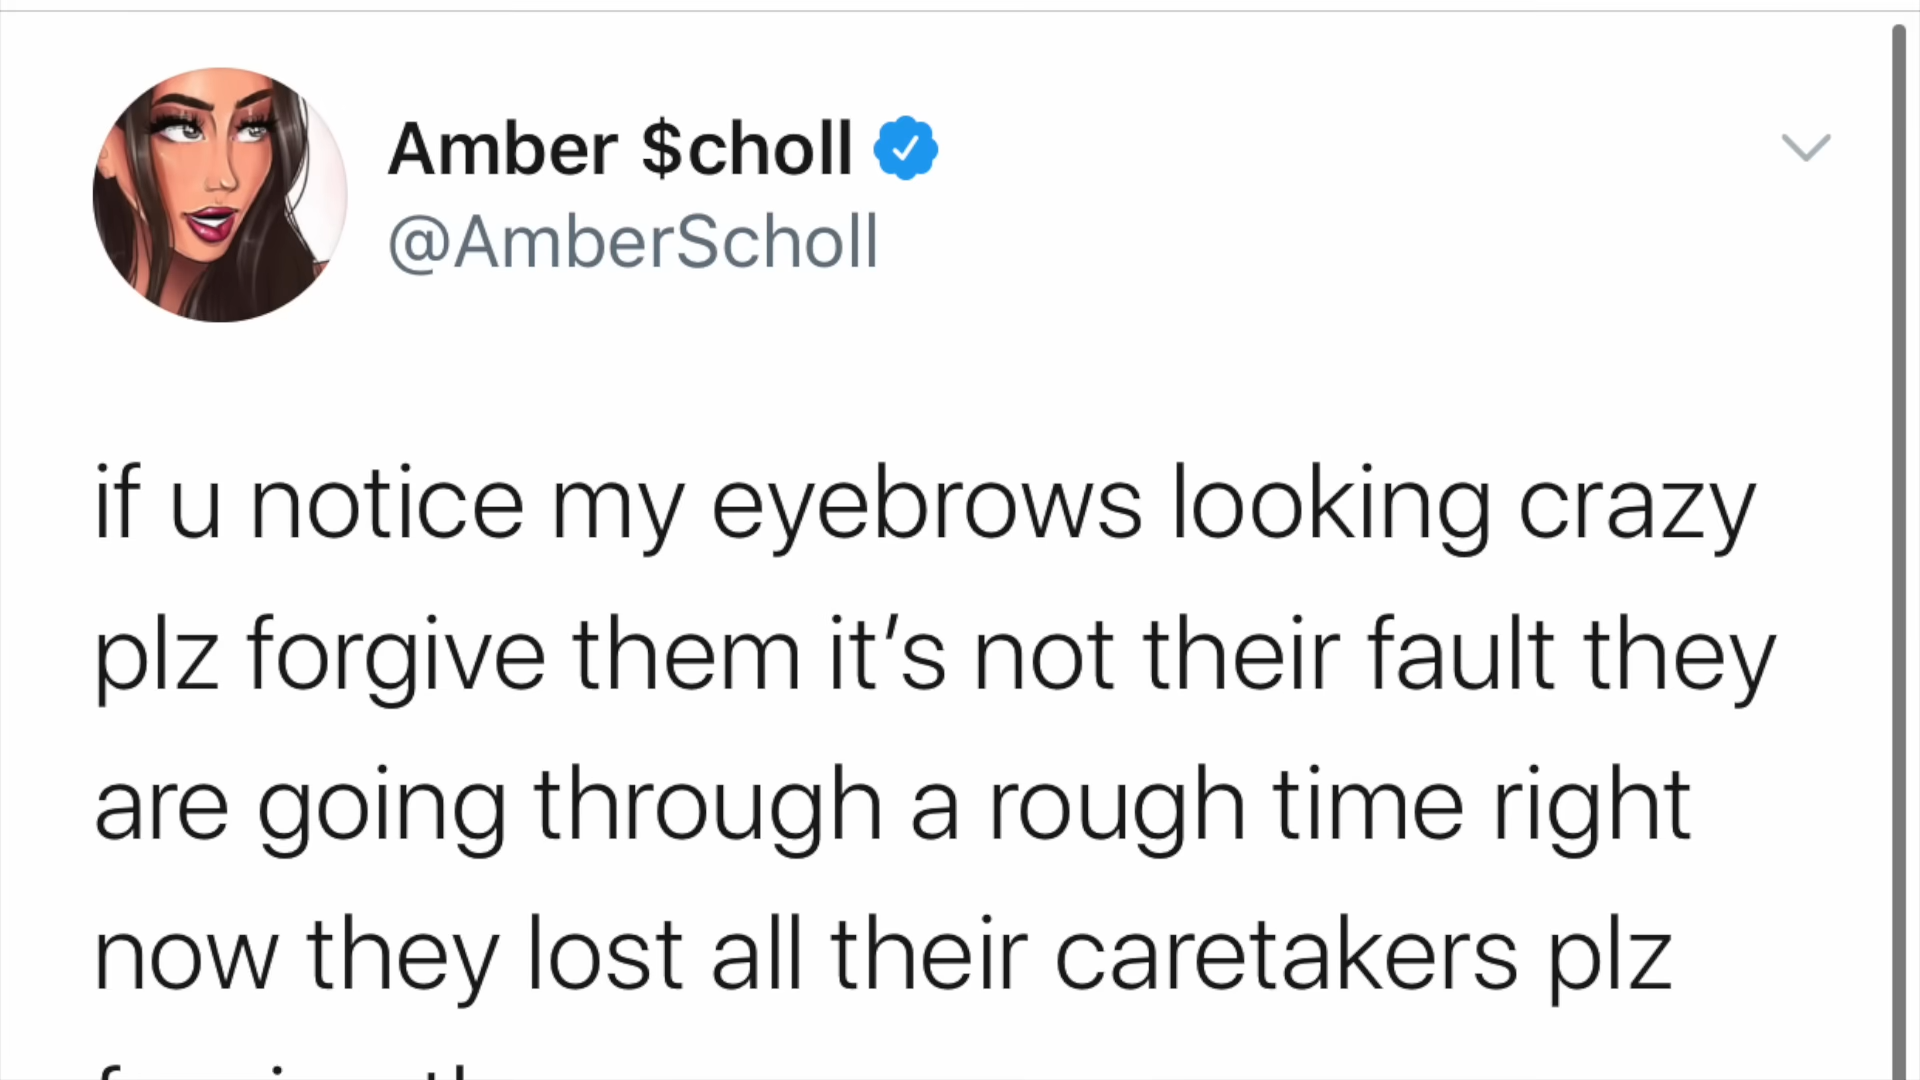 Amber $choll
@AmberScholl
if u notice my eyebrows looking crazy
plz forgive them it’s not their fault they
are going through a rough time right
now they lost all their caretakers plz